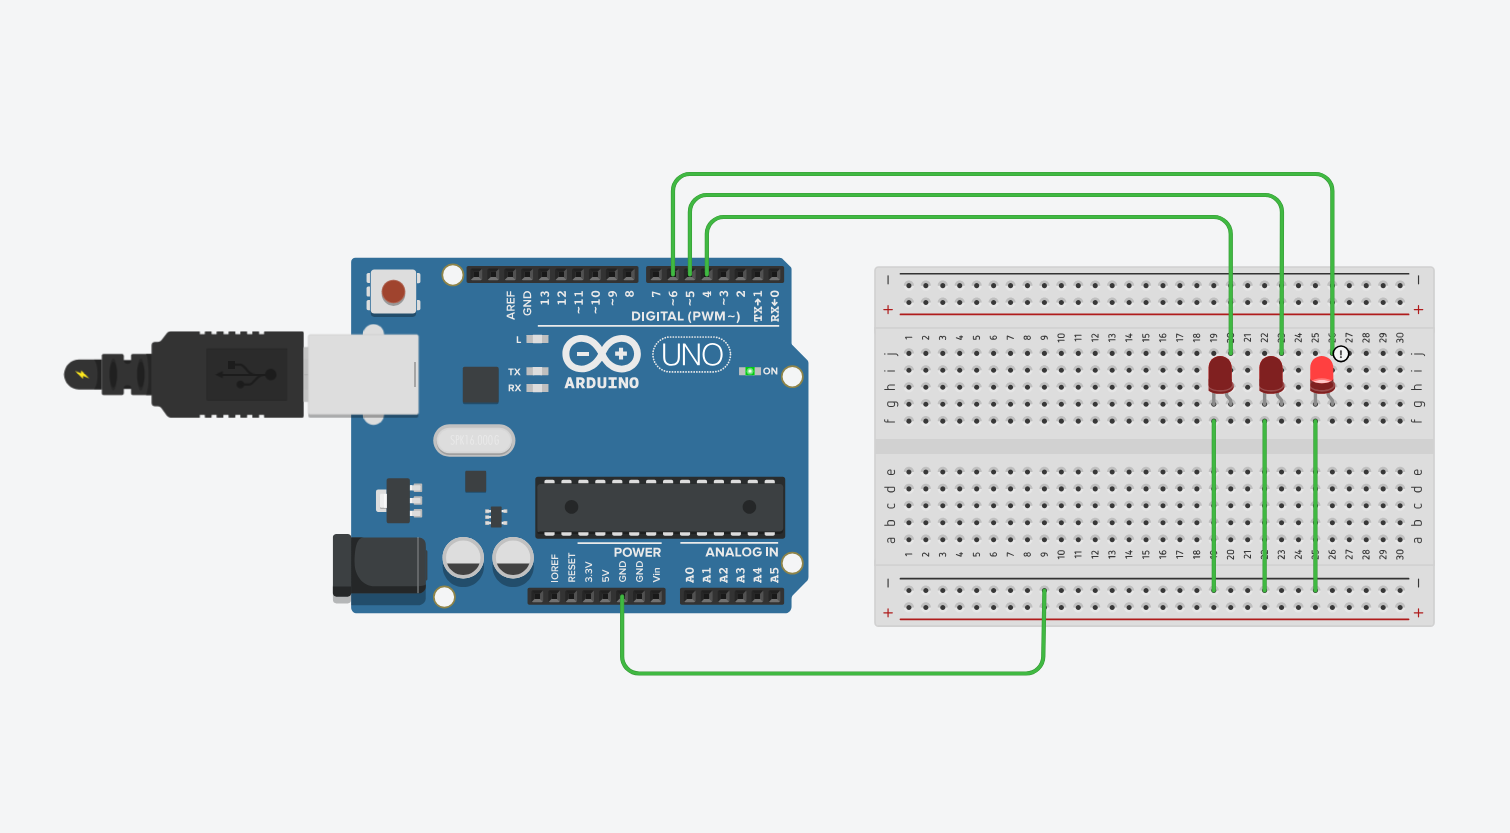 AREF
GND
13
12
~11
~10
~9
8
7
~6
~5
4
~3
2
TX→1
RX←0
DIGITAL (PWM~)
L
TX
RX
ARDUINO
UNO
ON
SPK16.000G
POWER
ANALOG IN
IOREF
RESET
3.3V
5V
GND
GND
Vin
A0
A1
A2
A3
A4
A5
− −
+ +
1 2 3 4 5 6 7 8 9 10 11 12 13 14 15 16 17 18 19 20 21 22 23 24 25 26 27 28 29 30
j j
!
i i
h h
g g
f f
e e
d d
c c
b b
a a
1 2 3 4 5 6 7 8 9 10 11 12 13 14 15 16 17 18 19 20 21 22 23 24 25 26 27 28 29 30
− −
+ +